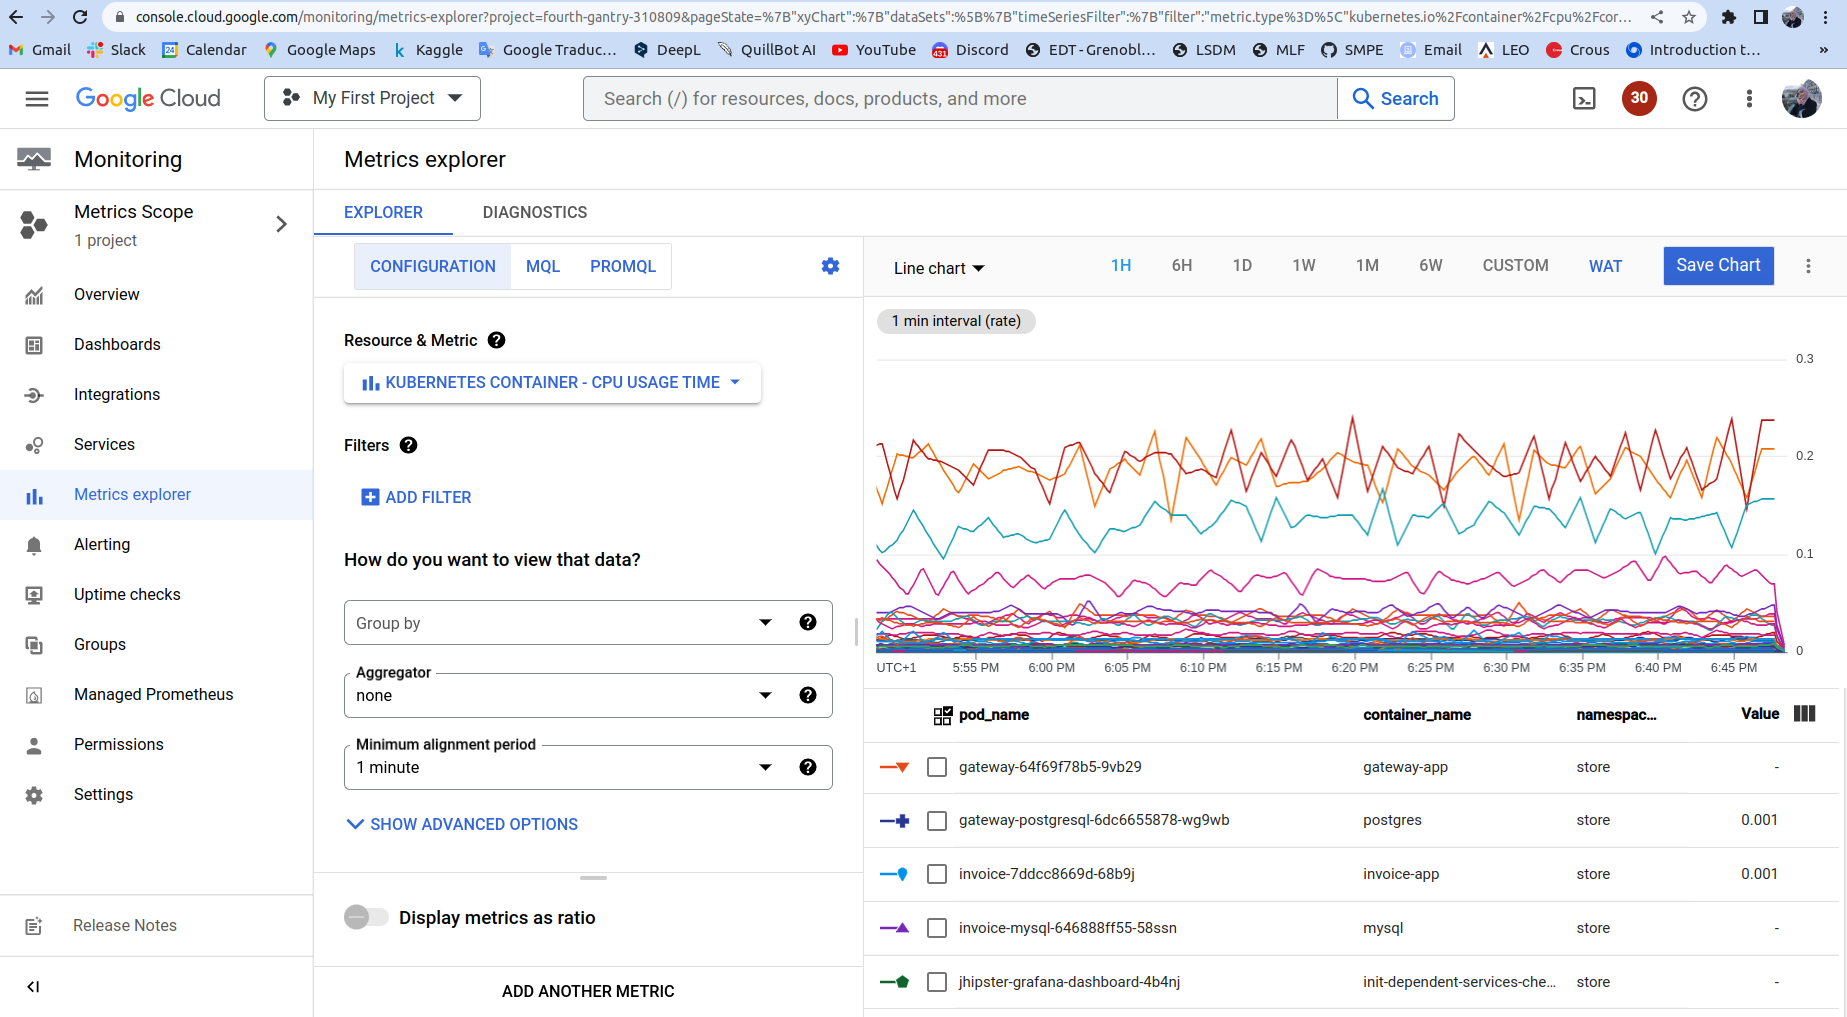 console.cloud.google.com/monitoring/metrics-explorer?project=fourth-gantry-310809&pageState=%7B"xyChart":%7B"dataSets":%5B%7B"timeSeriesFilter":%7B"filter":"metric.type%3D%5C"kubernetes.io%2Fcontainer%2Fcpu%2Fcor...
Gmail Slack Calendar Google Maps Kaggle Google Traduc... DeepL QuillBot AI YouTube Discord EDT - Grenobl... LSDM MLF SMPE Email LEO Crous Introduction t... »
Google Cloud My First Project Search (/) for resources, docs, products, and more Search 30
Monitoring
Metrics Scope
1 project
Overview
Dashboards
Integrations
Services
Metrics explorer
Alerting
Uptime checks
Groups
Managed Prometheus
Permissions
Settings
Release Notes
Metrics explorer
EXPLORER DIAGNOSTICS
CONFIGURATION MQL PROMQL
Resource & Metric
KUBERNETES CONTAINER - CPU USAGE TIME
Filters
ADD FILTER
How do you want to view that data?
Group by
Aggregator
none
Minimum alignment period
1 minute
SHOW ADVANCED OPTIONS
Display metrics as ratio
ADD ANOTHER METRIC
Line chart 1H 6H 1D 1W 1M 6W CUSTOM WAT Save Chart
1 min interval (rate)
0.3
0.2
0.1
0
UTC+1 5:55 PM 6:00 PM 6:05 PM 6:10 PM 6:15 PM 6:20 PM 6:25 PM 6:30 PM 6:35 PM 6:40 PM 6:45 PM
pod_name container_name namespac... Value
gateway-64f69f78b5-9vb29 gateway-app store -
gateway-postgresql-6dc6655878-wg9wb postgres store 0.001
invoice-7ddcc8669d-68b9j invoice-app store 0.001
invoice-mysql-646888ff55-58ssn mysql store -
jhipster-grafana-dashboard-4b4nj init-dependent-services-che... store -